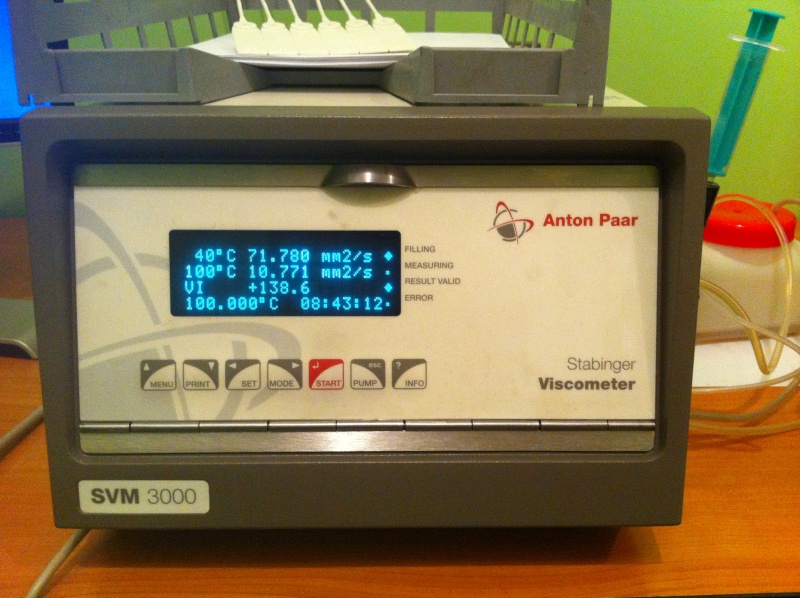 Anton Paar
40°C 71.780 mm2/s
100°C 10.771 mm2/s
VI +138.6
100.000°C 08:43:12
FILLING
MEASURING
RESULT VALID
ERROR
MENU
PRINT
SET
MODE
START
esc
PUMP
?
INFO
Stabinger
Viscometer
SVM 3000